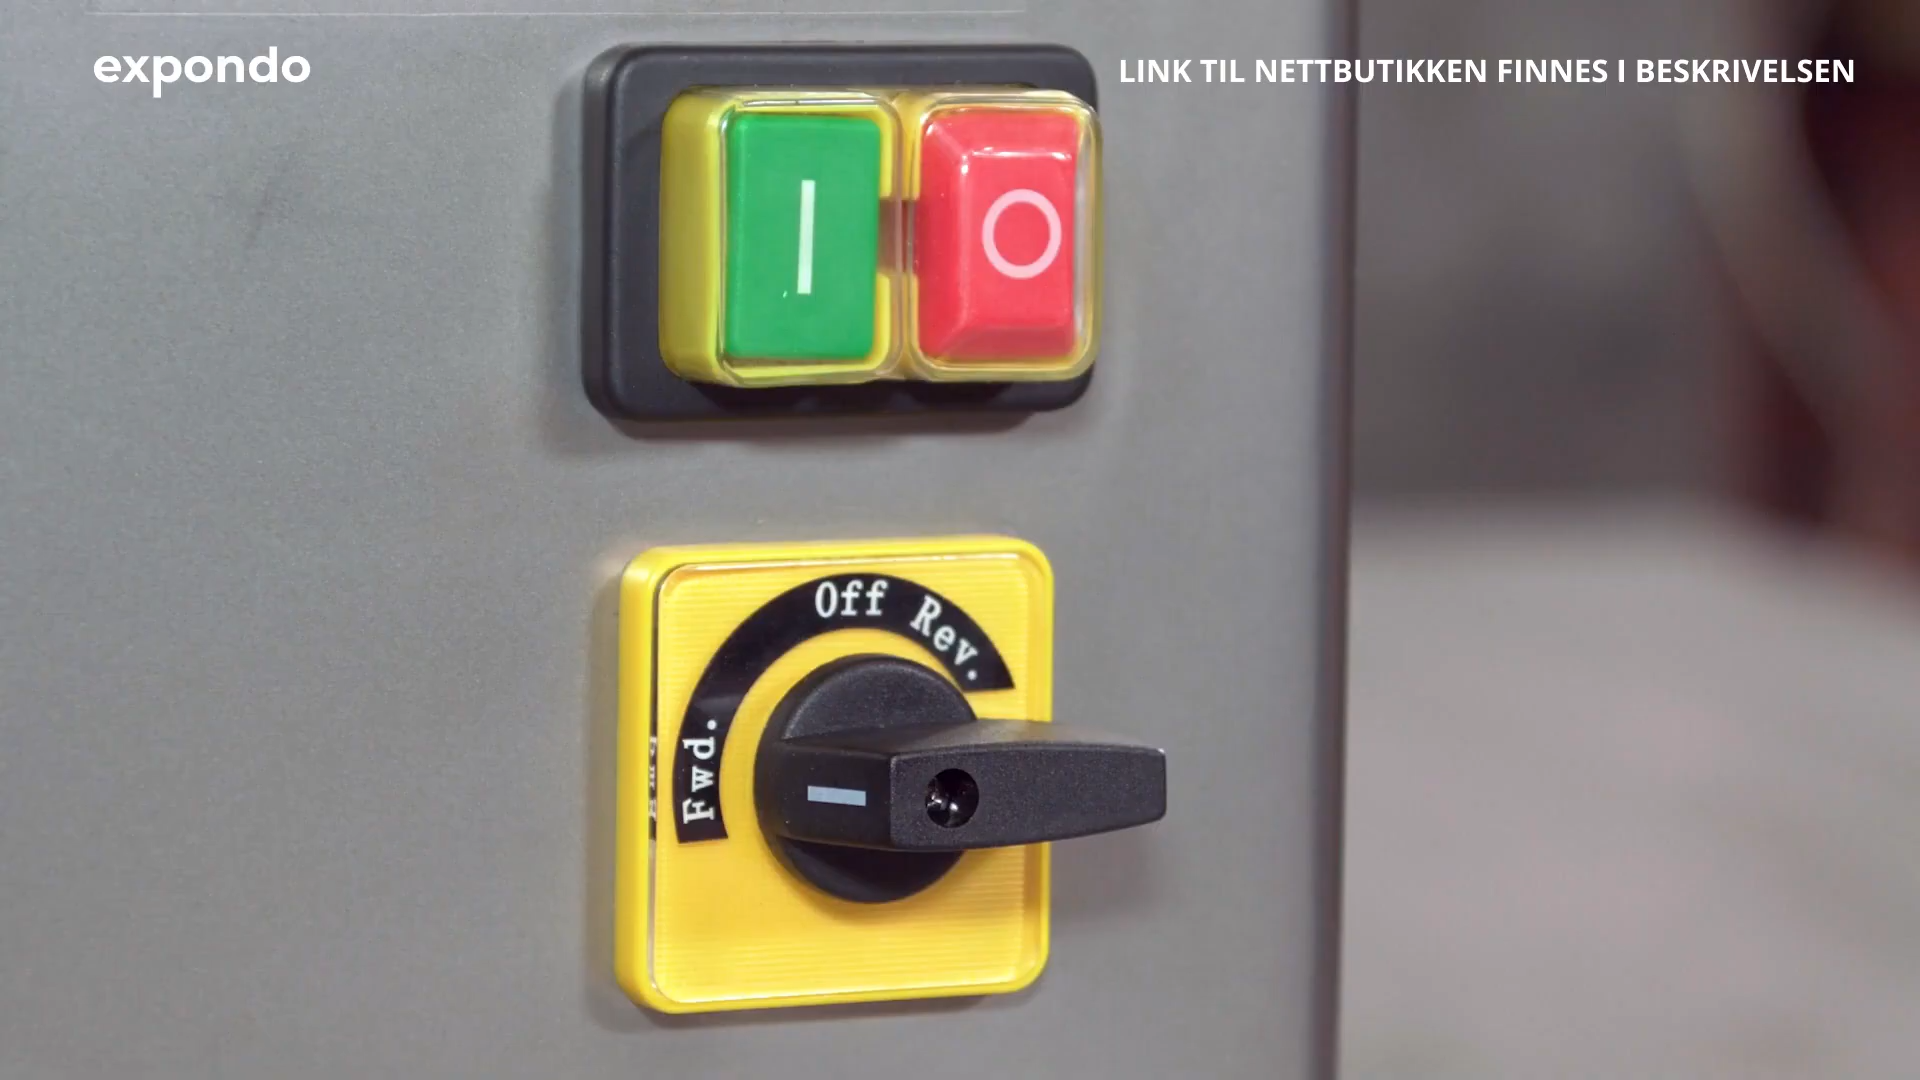 expondo
LINK TIL NETTBUTIKKEN FINNES I BESKRIVELSEN
Off Rev.
Fwd.